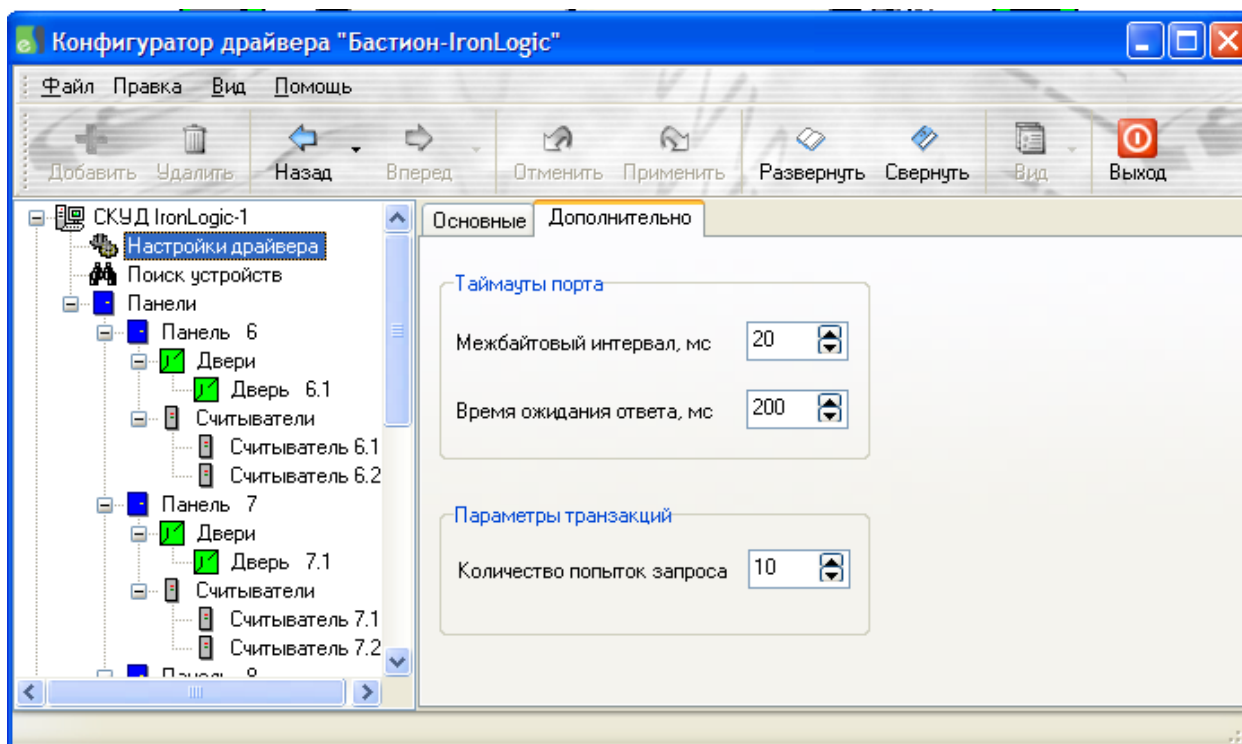 Конфигуратор драйвера "Бастион-IronLogic"
Файл Правка Вид Помощь
Добавить Удалить Назад Вперед Отменить Применить Развернуть Свернуть Вид Выход
СКУД IronLogic-1
Настройки драйвера
Поиск устройств
Панели
Панель 6
Двери
Дверь 6.1
Считыватели
Считыватель 6.1
Считыватель 6.2
Панель 7
Двери
Дверь 7.1
Считыватели
Считыватель 7.1
Считыватель 7.2
Основные Дополнительно
Таймауты порта
Межбайтовый интервал, мс 20
Время ожидания ответа, мс 200
Параметры транзакций
Количество попыток запроса 10